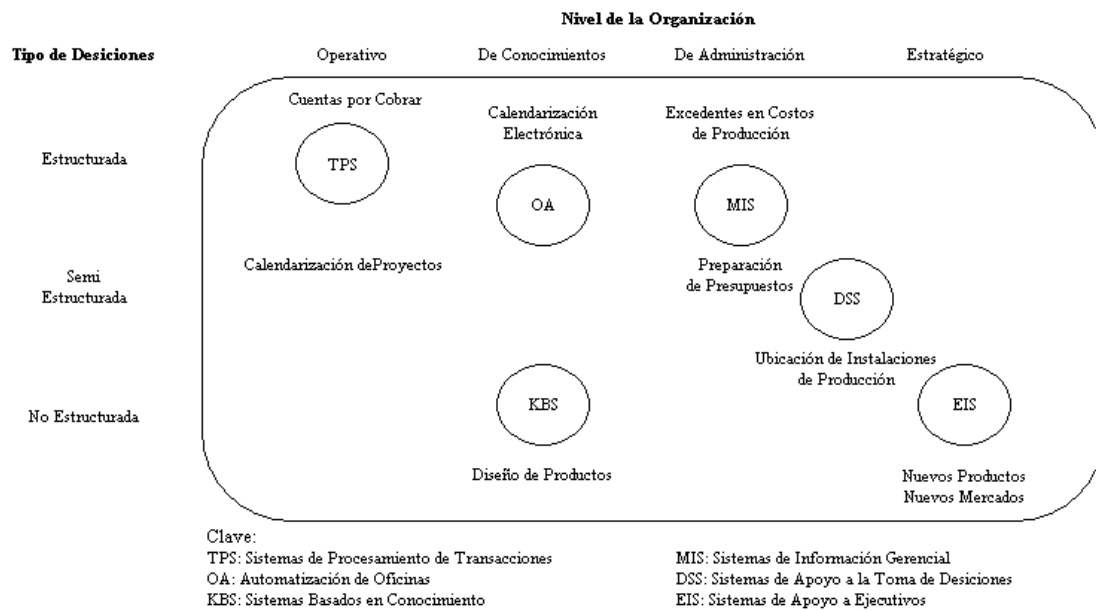 Nivel de la Organización
Tipo de Desiciones
Operativo
De Conocimientos
De Administración
Estratégico
Cuentas por Cobrar
Calendarización
Electrónica
Excedentes en Costos
de Producción
Estructurada
TPS
OA
MIS
Calendarización deProyectos
Preparación
de Presupuestos
Semi
Estructurada
DSS
Ubicación de Instalaciones
de Producción
No Estructurada
KBS
EIS
Diseño de Productos
Nuevos Productos
Nuevos Mercados
Clave:
TPS: Sistemas de Procesamiento de Transacciones
OA: Automatización de Oficinas
KBS: Sistemas Basados en Conocimiento
MIS: Sistemas de Información Gerencial
DSS: Sistemas de Apoyo a la Toma de Desiciones
EIS: Sistemas de Apoyo a Ejecutivos